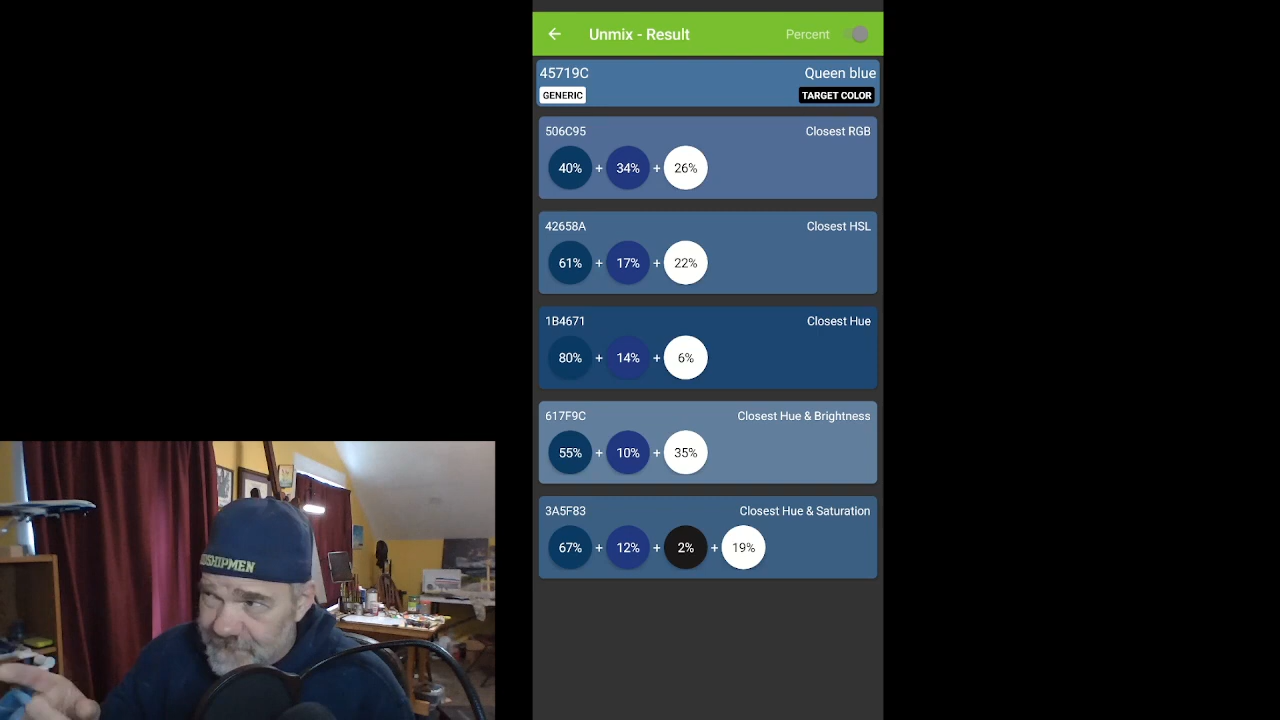 Unmix - Result
Percent
45719C
Queen blue
GENERIC
TARGET COLOR
506C95
Closest RGB
40% + 34% + 26%
42658A
Closest HSL
61% + 17% + 22%
1B4671
Closest Hue
80% + 14% + 6%
617F9C
Closest Hue & Brightness
55% + 10% + 35%
3A5F83
Closest Hue & Saturation
67% + 12% + 2% + 19%